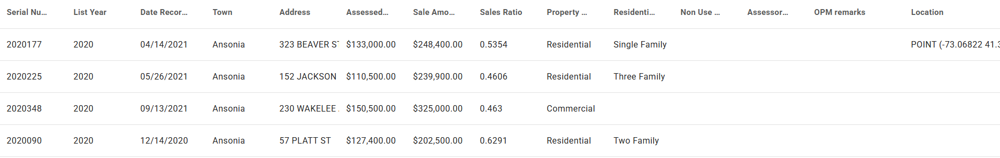 Serial Nu... List Year Date Recor... Town Address Assessed... Sale Amo... Sales Ratio Property ... Residenti... Non Use ... Assessor... OPM remarks Location
2020177 2020 04/14/2021 Ansonia 323 BEAVER ST $133,000.00 $248,400.00 0.5354 Residential Single Family POINT (-73.06822 41.3
2020225 2020 05/26/2021 Ansonia 152 JACKSON $110,500.00 $239,900.00 0.4606 Residential Three Family
2020348 2020 09/13/2021 Ansonia 230 WAKELEE $150,500.00 $325,000.00 0.463 Commercial
2020090 2020 12/14/2020 Ansonia 57 PLATT ST $127,400.00 $202,500.00 0.6291 Residential Two Family